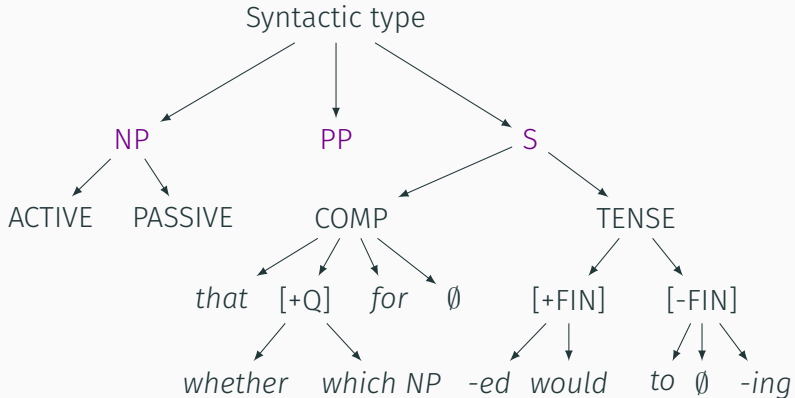 Syntactic type
NP PP S
ACTIVE PASSIVE COMP TENSE
that [+Q] for ∅ [+FIN] [-FIN]
whether which NP -ed would to ∅ -ing